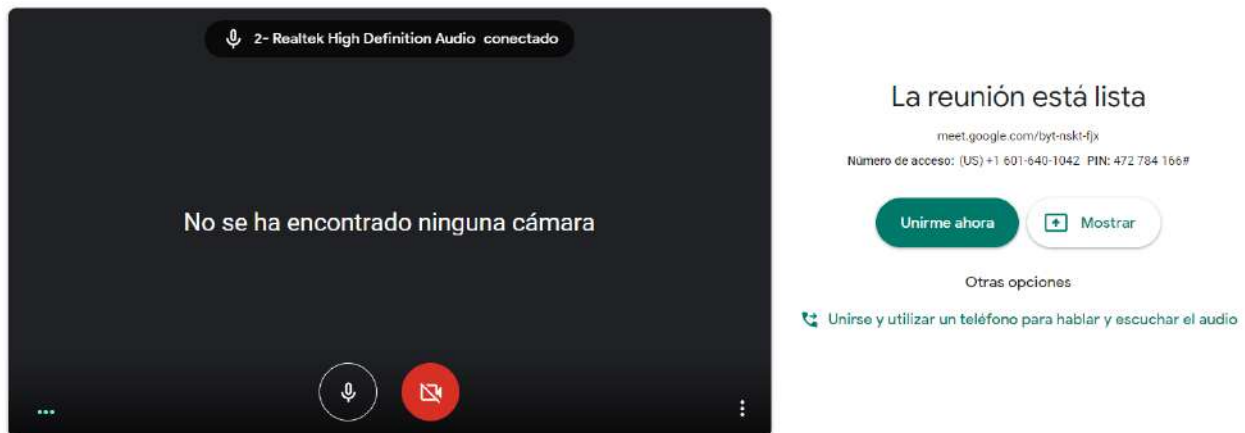 2- Realtek High Definition Audio conectado
No se ha encontrado ninguna cámara
La reunión está lista
meet.google.com/byt-nskt-fjx
Número de acceso: (US) +1 601-640-1042 PIN: 472 784 166#
Unirme ahora
Mostrar
Otras opciones
Unirse y utilizar un teléfono para hablar y escuchar el audio